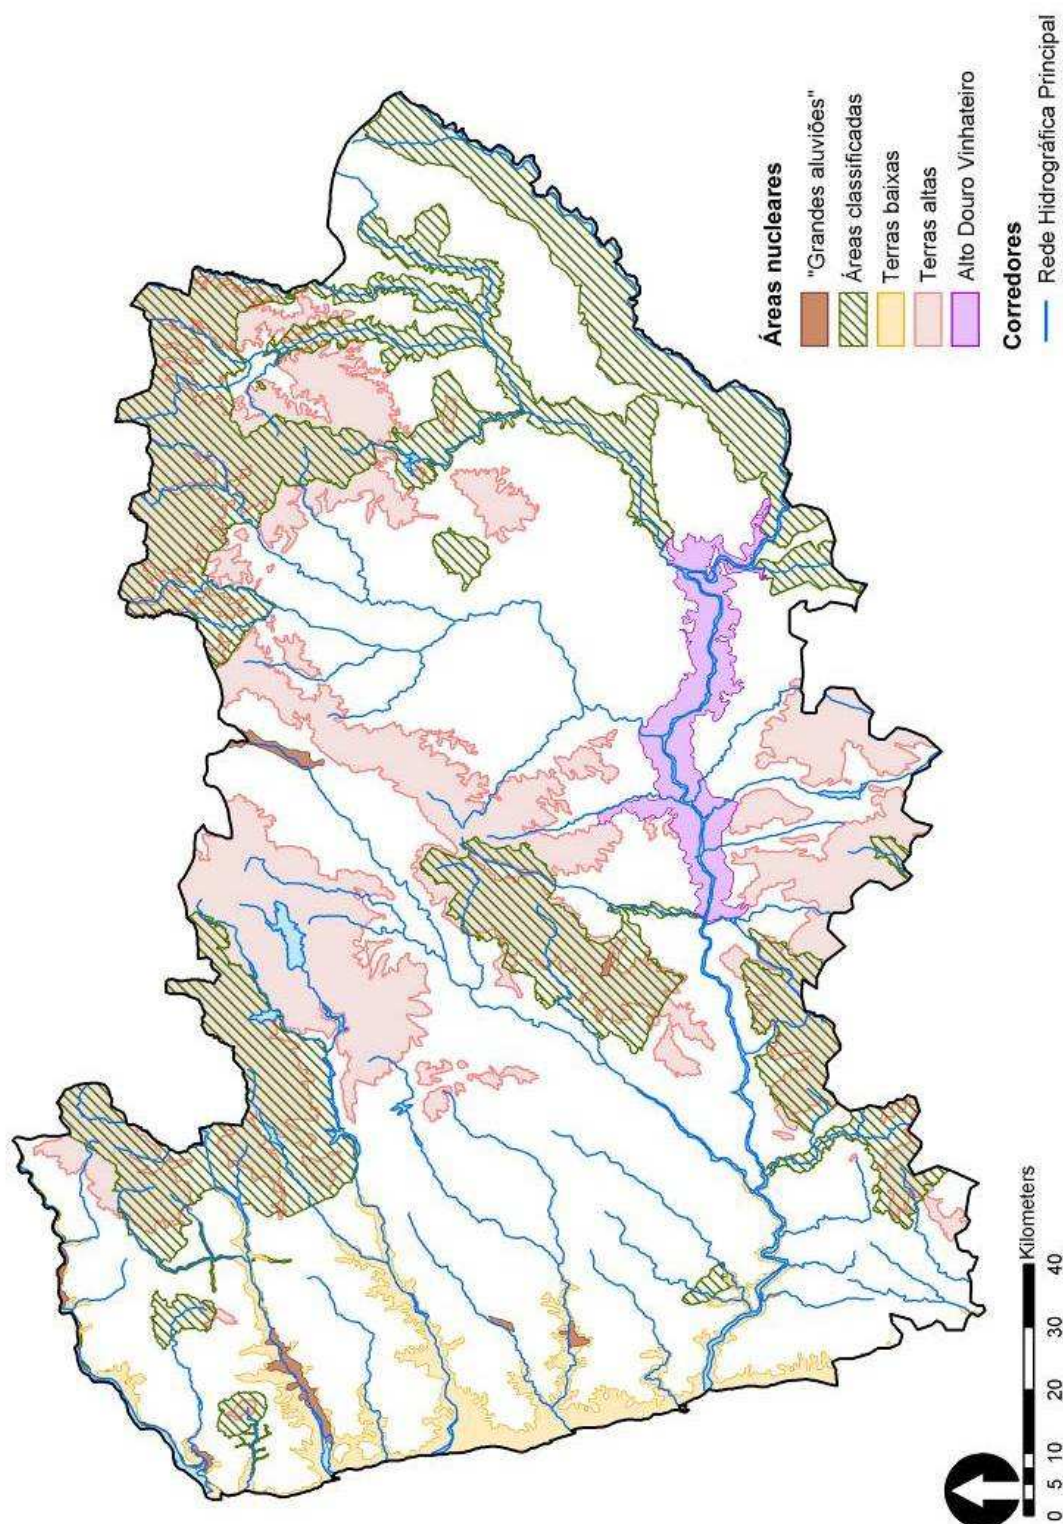 Áreas nucleares
"Grandes aluviões"
Áreas classificadas
Terras baixas
Terras altas
Alto Douro Vinhateiro
Corredores
Rede Hidrográfica Principal
Kilometers
0 5 10 20 30 40